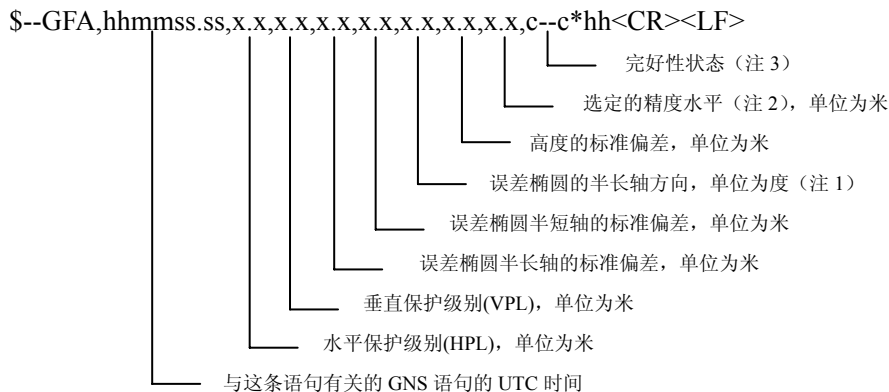 $--GFA,hhmmss.ss,x.x,x.x,x.x,x.x,x.x,x.x,x.x,c--c*hh<CR><LF>
完好性状态（注 3）
选定的精度水平（注 2），单位为米
高度的标准偏差，单位为米
误差椭圆的半长轴方向，单位为度（注 1）
误差椭圆半短轴的标准偏差，单位为米
误差椭圆半长轴的标准偏差，单位为米
垂直保护级别(VPL)，单位为米
水平保护级别(HPL)，单位为米
与这条语句有关的 GNS 语句的 UTC 时间